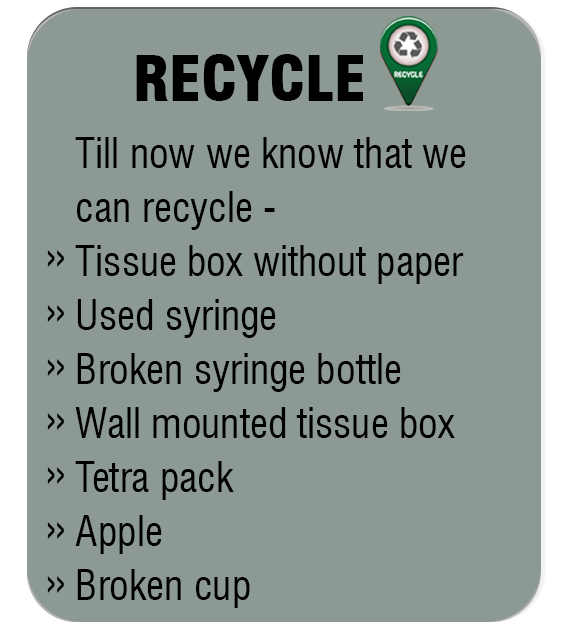 RECYCLE
RECYCLE
Till now we know that we
can recycle -
›› Tissue box without paper
›› Used syringe
›› Broken syringe bottle
›› Wall mounted tissue box
›› Tetra pack
›› Apple
›› Broken cup